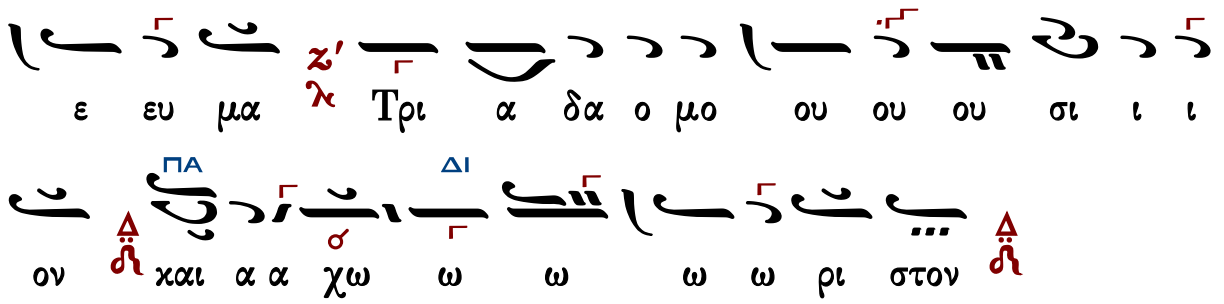 ε ευ μα z' λ Τρι α δα ο μο ου ου ου σι ι ι
ΠΑ ΔΙ
ον Δ και α α χω ω ω ω ω ρι στον Δ